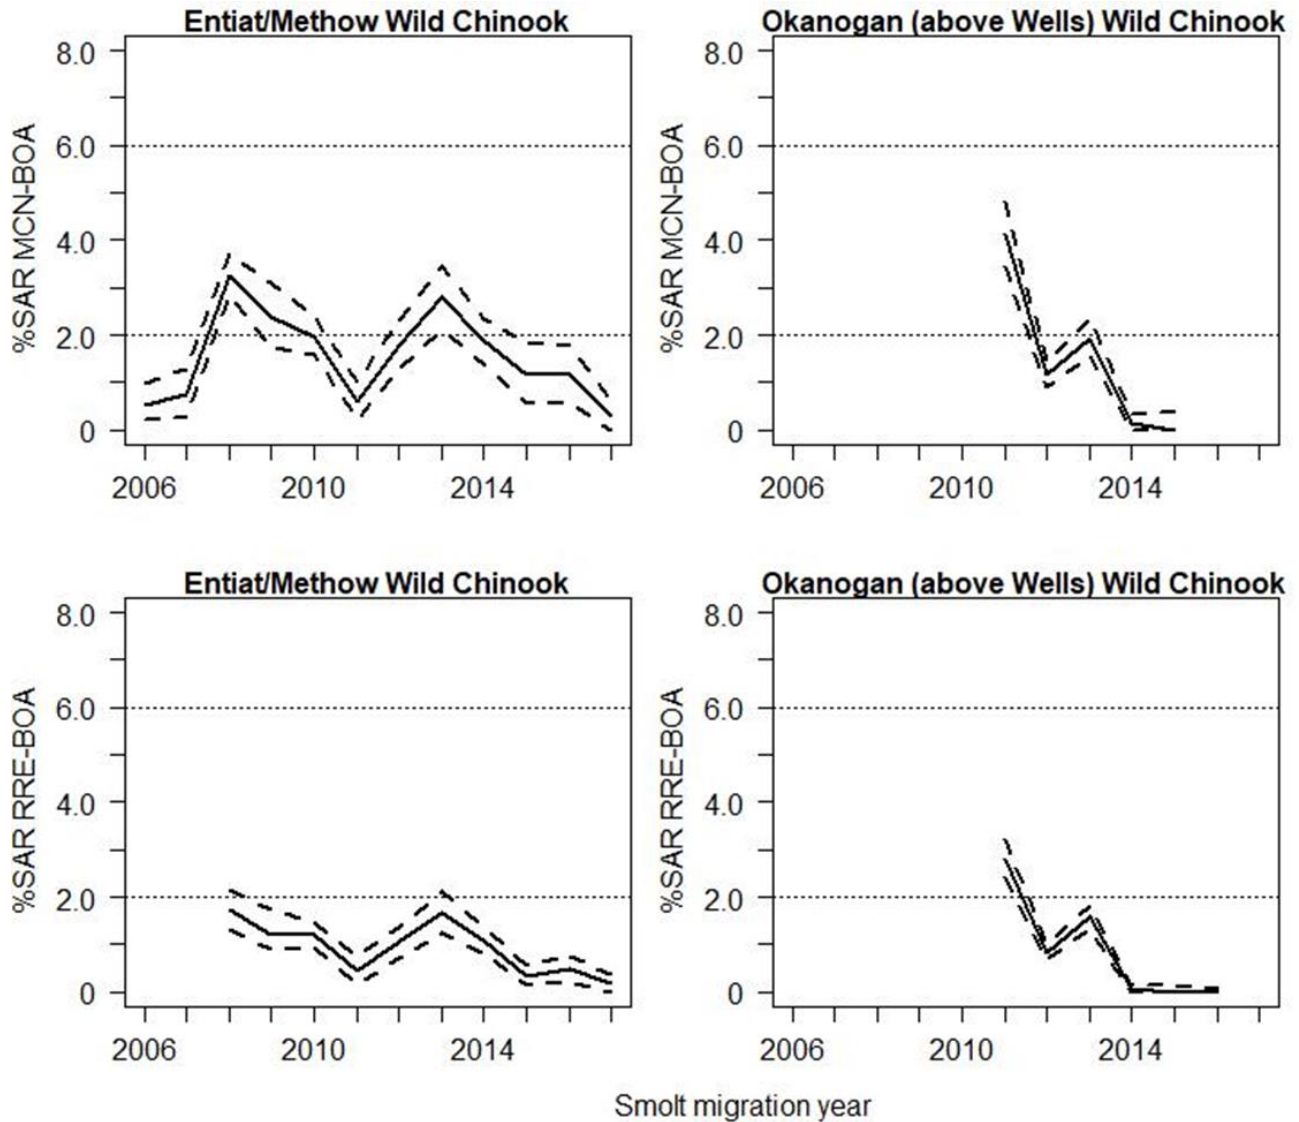 Entiat/Methow Wild Chinook
%SAR MCN-BOA
8.0
6.0
4.0
2.0
0
2006 2010 2014
Okanogan (above Wells) Wild Chinook
%SAR MCN-BOA
8.0
6.0
4.0
2.0
0
2006 2010 2014
Entiat/Methow Wild Chinook
%SAR RRE-BOA
8.0
6.0
4.0
2.0
0
2006 2010 2014
Okanogan (above Wells) Wild Chinook
%SAR RRE-BOA
8.0
6.0
4.0
2.0
0
2006 2010 2014
Smolt migration year